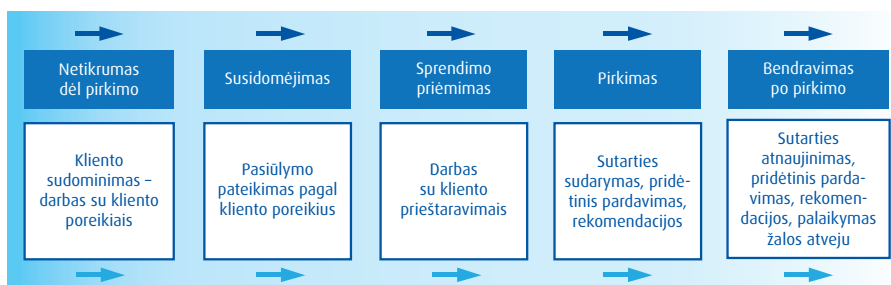 Netikrumas
dėl pirkimo
Susidomėjimas
Sprendimo
priėmimas
Pirkimas
Bendravimas
po pirkimo
Kliento
sudominimas –
darbas su kliento
poreikiais
Pasiūlymo
pateikimas pagal
kliento poreikius
Darbas
su kliento
prieštaravimais
Sutarties
sudarymas, pridė-
tinis pardavimas,
rekomendacijos
Sutarties
atnaujinimas,
pridėtinis parda-
vimas, rekomen-
dacijos, palaikymas
žalos atveju